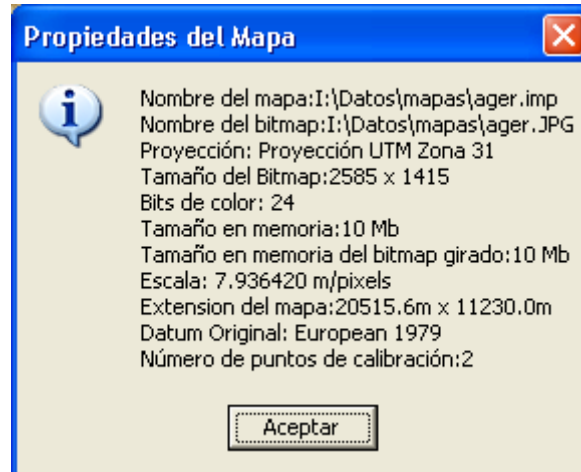 Propiedades del Mapa
Nombre del mapa:I:\Datos\mapas\ager.imp
Nombre del bitmap:I:\Datos\mapas\ager.JPG
Proyección: Proyección UTM Zona 31
Tamaño del Bitmap:2585 x 1415
Bits de color: 24
Tamaño en memoria:10 Mb
Tamaño en memoria del bitmap girado:10 Mb
Escala: 7.936420 m/pixels
Extension del mapa:20515.6m x 11230.0m
Datum Original: European 1979
Número de puntos de calibración:2
Aceptar